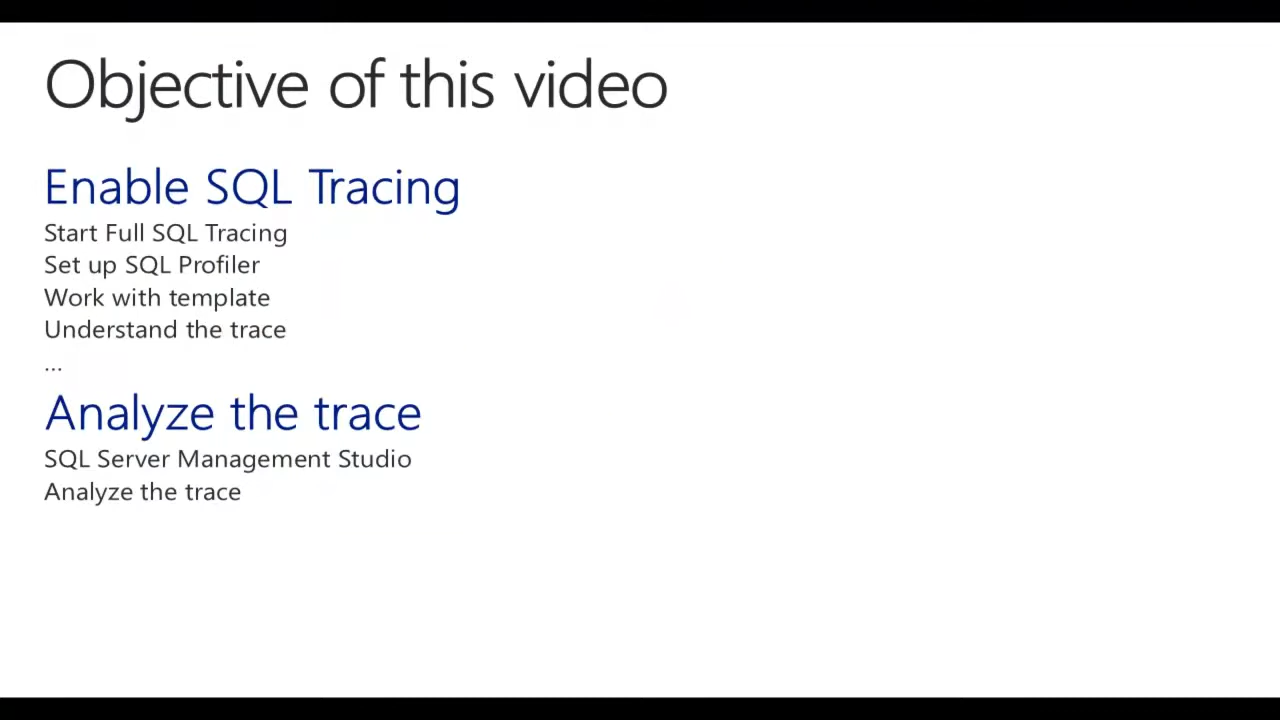 Objective of this video
Enable SQL Tracing
Start Full SQL Tracing
Set up SQL Profiler
Work with template
Understand the trace
...
Analyze the trace
SQL Server Management Studio
Analyze the trace